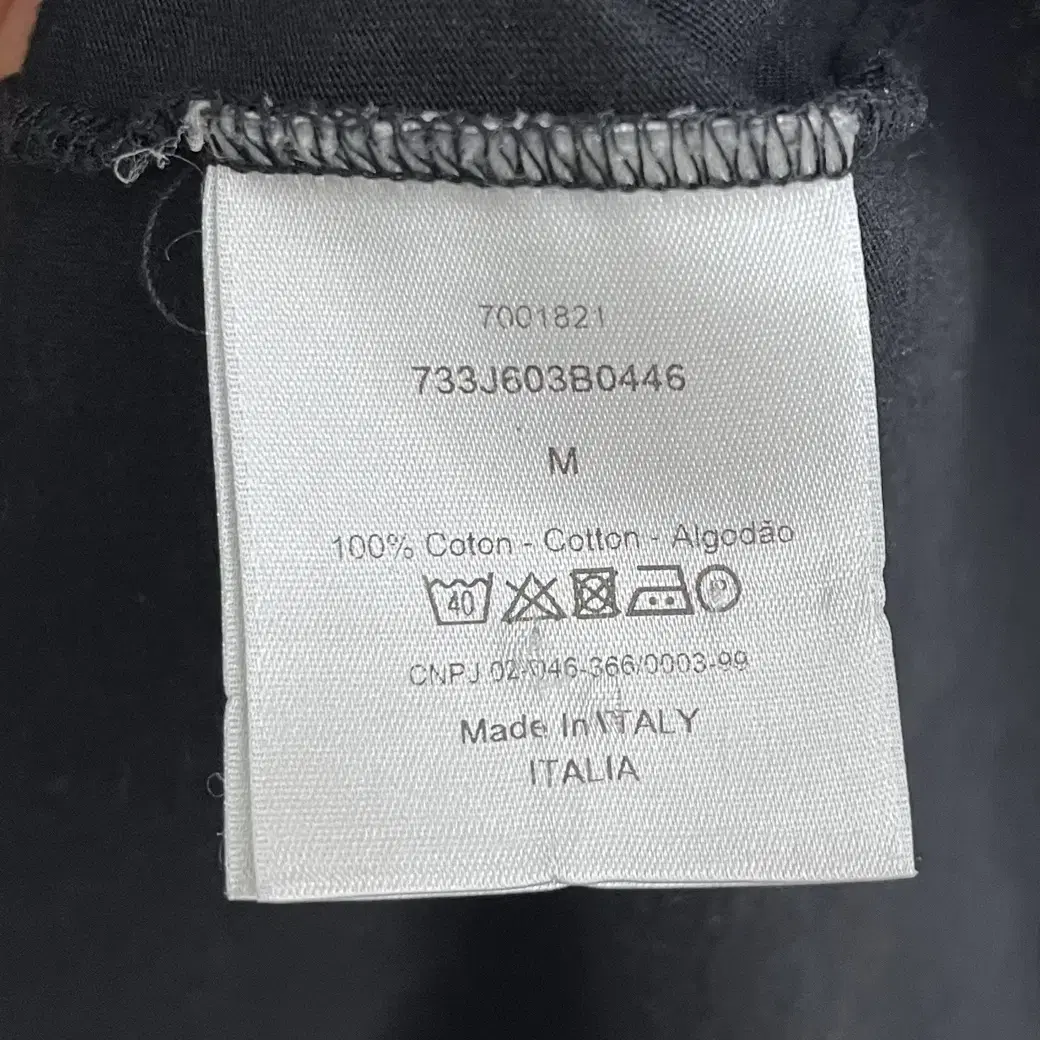 7001821
733J603B0446
M
100% Coton - Cotton - Algodão
40
CNPJ 02-046-366/0003-99
Made In ITALY
ITALIA